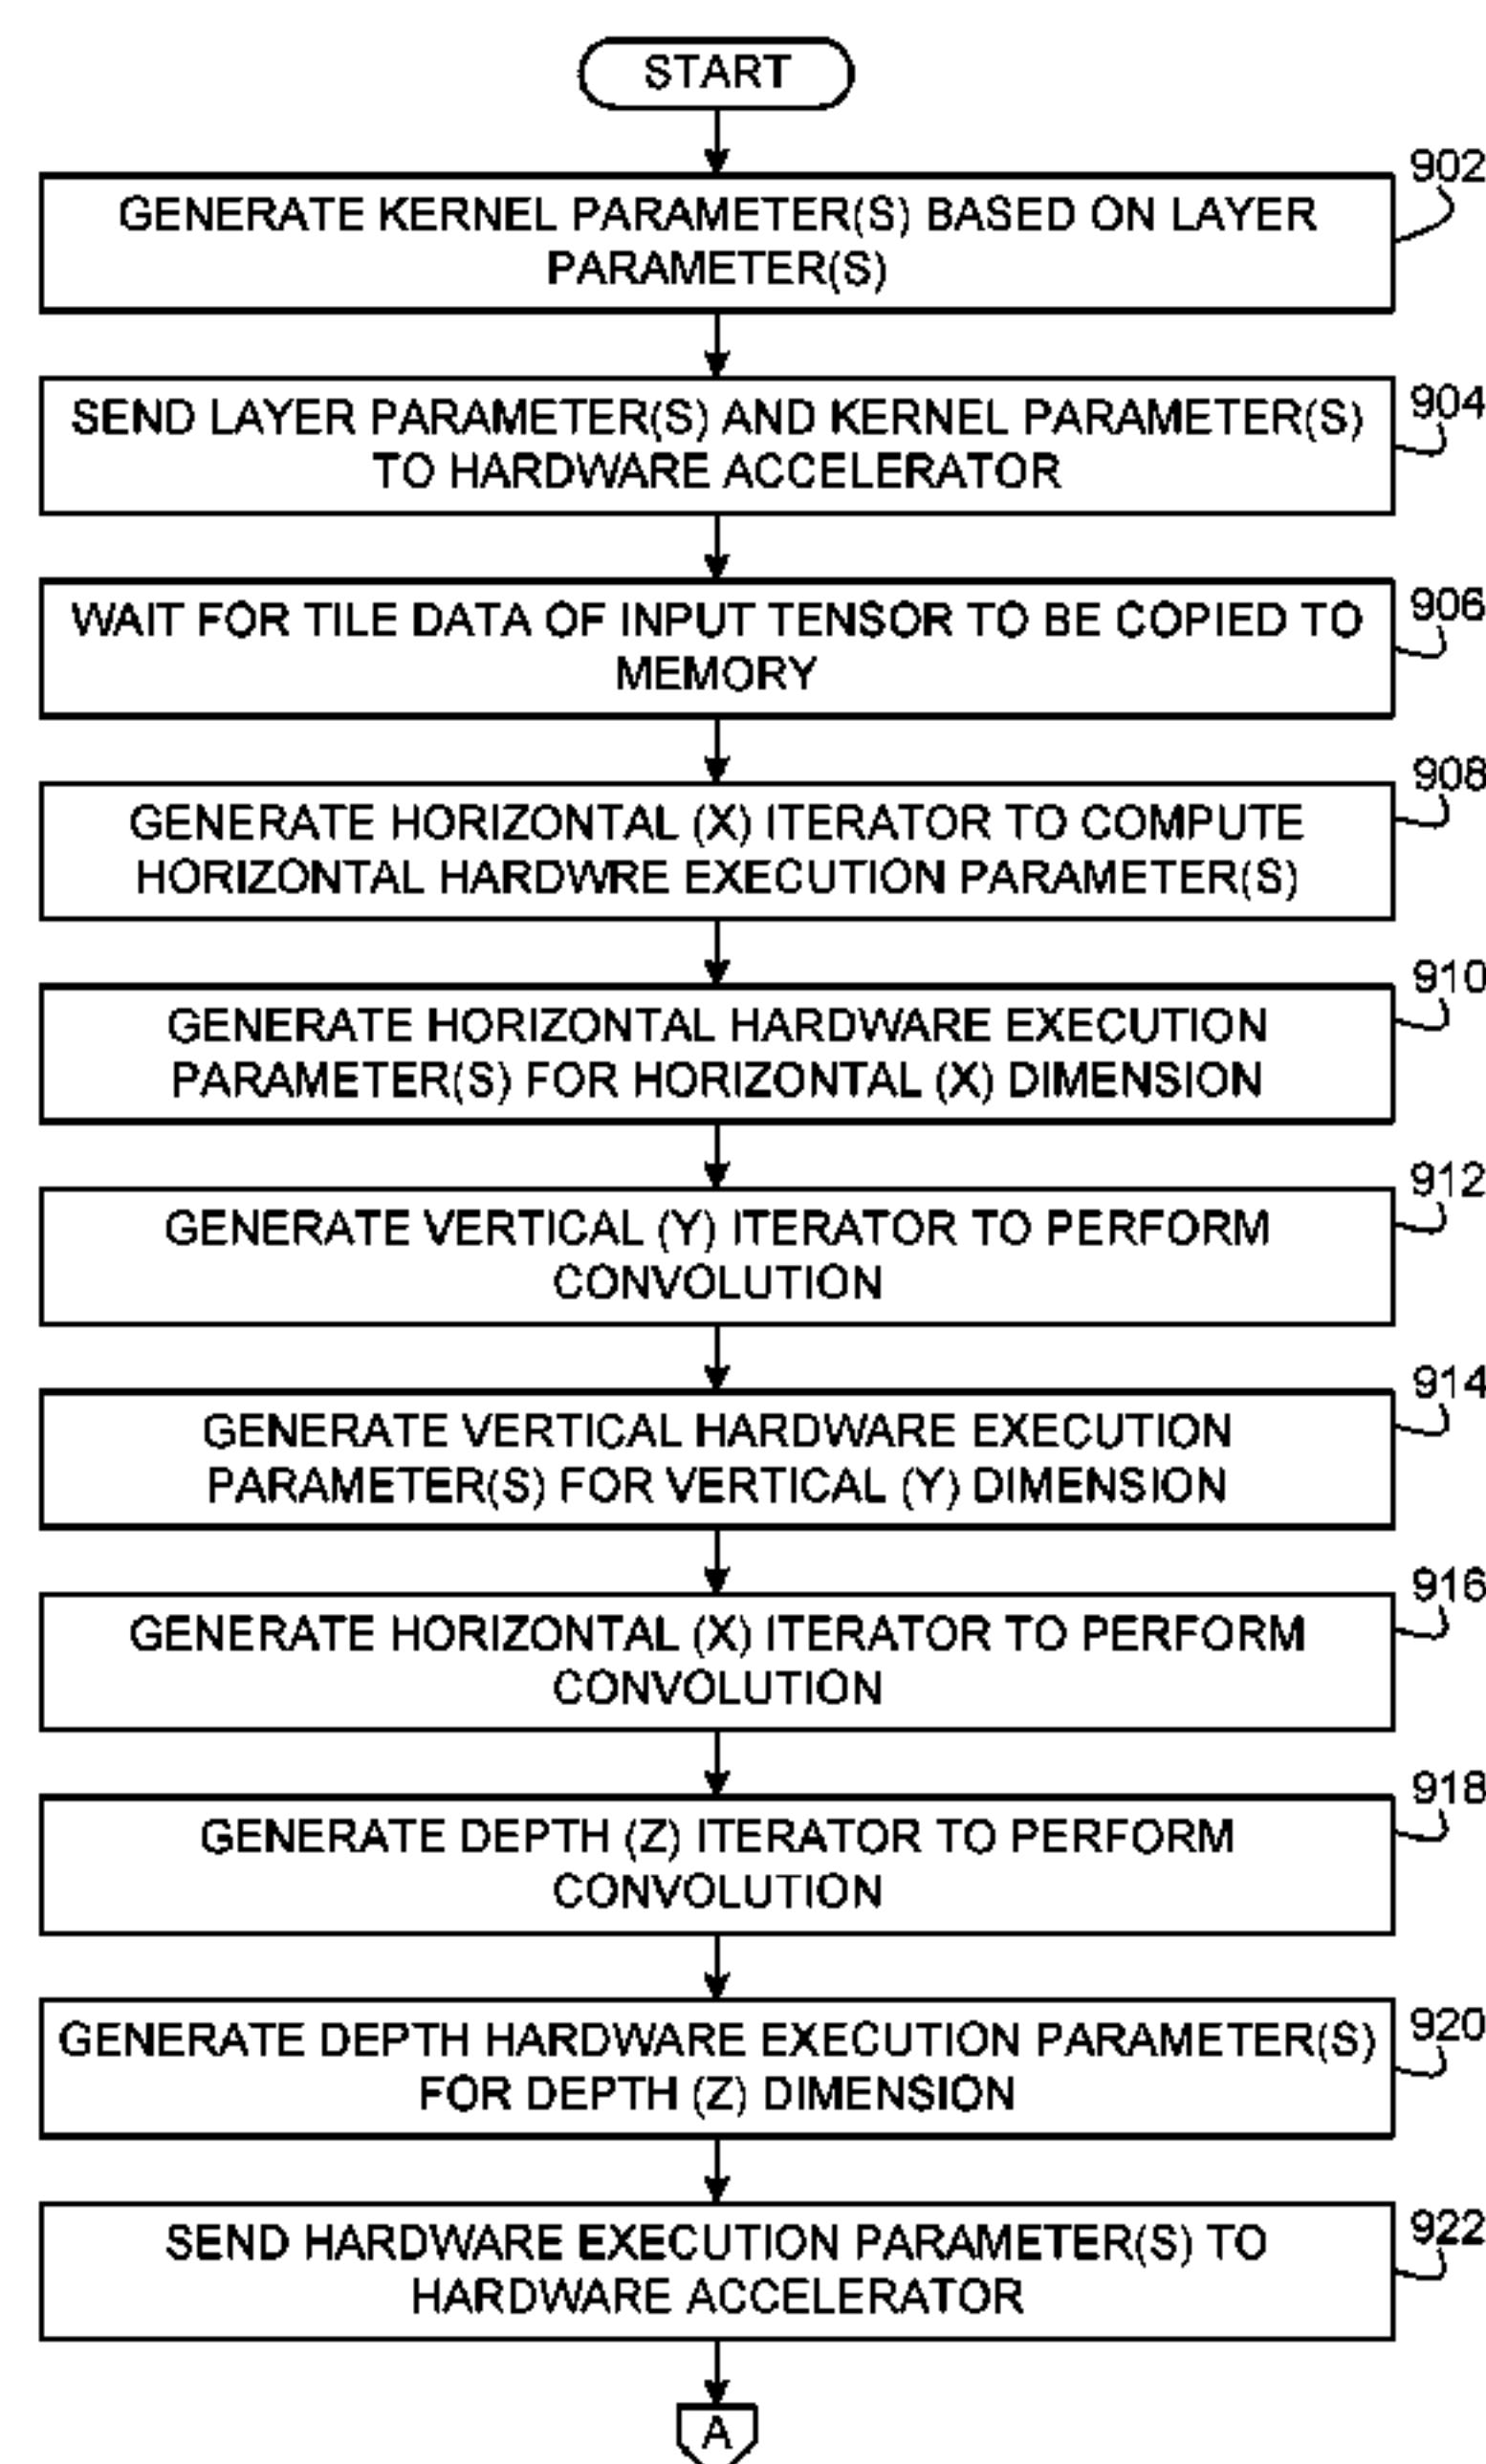 START
902
GENERATE KERNEL PARAMETER(S) BASED ON LAYER
PARAMETER(S)
904
SEND LAYER PARAMETER(S) AND KERNEL PARAMETER(S)
TO HARDWARE ACCELERATOR
906
WAIT FOR TILE DATA OF INPUT TENSOR TO BE COPIED TO
MEMORY
908
GENERATE HORIZONTAL (X) ITERATOR TO COMPUTE
HORIZONTAL HARDWRE EXECUTION PARAMETER(S)
910
GENERATE HORIZONTAL HARDWARE EXECUTION
PARAMETER(S) FOR HORIZONTAL (X) DIMENSION
912
GENERATE VERTICAL (Y) ITERATOR TO PERFORM
CONVOLUTION
914
GENERATE VERTICAL HARDWARE EXECUTION
PARAMETER(S) FOR VERTICAL (Y) DIMENSION
916
GENERATE HORIZONTAL (X) ITERATOR TO PERFORM
CONVOLUTION
918
GENERATE DEPTH (Z) ITERATOR TO PERFORM
CONVOLUTION
920
GENERATE DEPTH HARDWARE EXECUTION PARAMETER(S)
FOR DEPTH (Z) DIMENSION
922
SEND HARDWARE EXECUTION PARAMETER(S) TO
HARDWARE ACCELERATOR
A